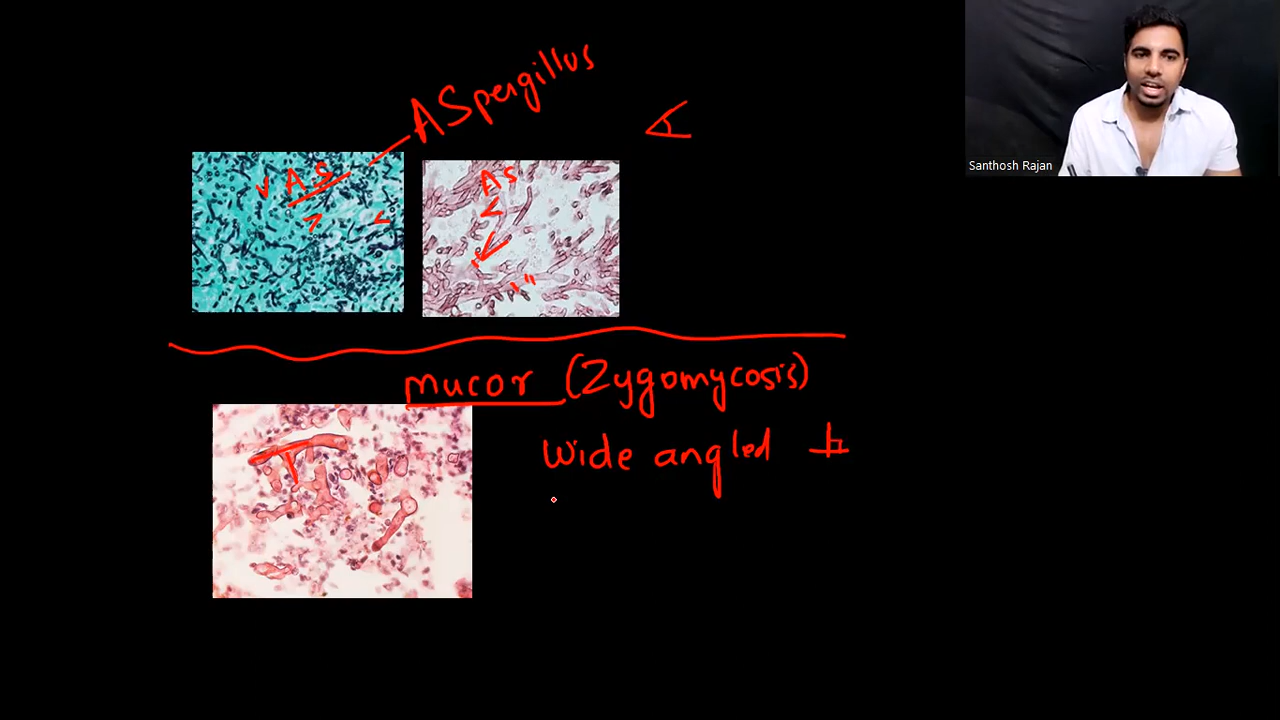 ASpergillus
AS
AS
Santhosh Rajan
mucor (Zygomycosis)
Wide angled